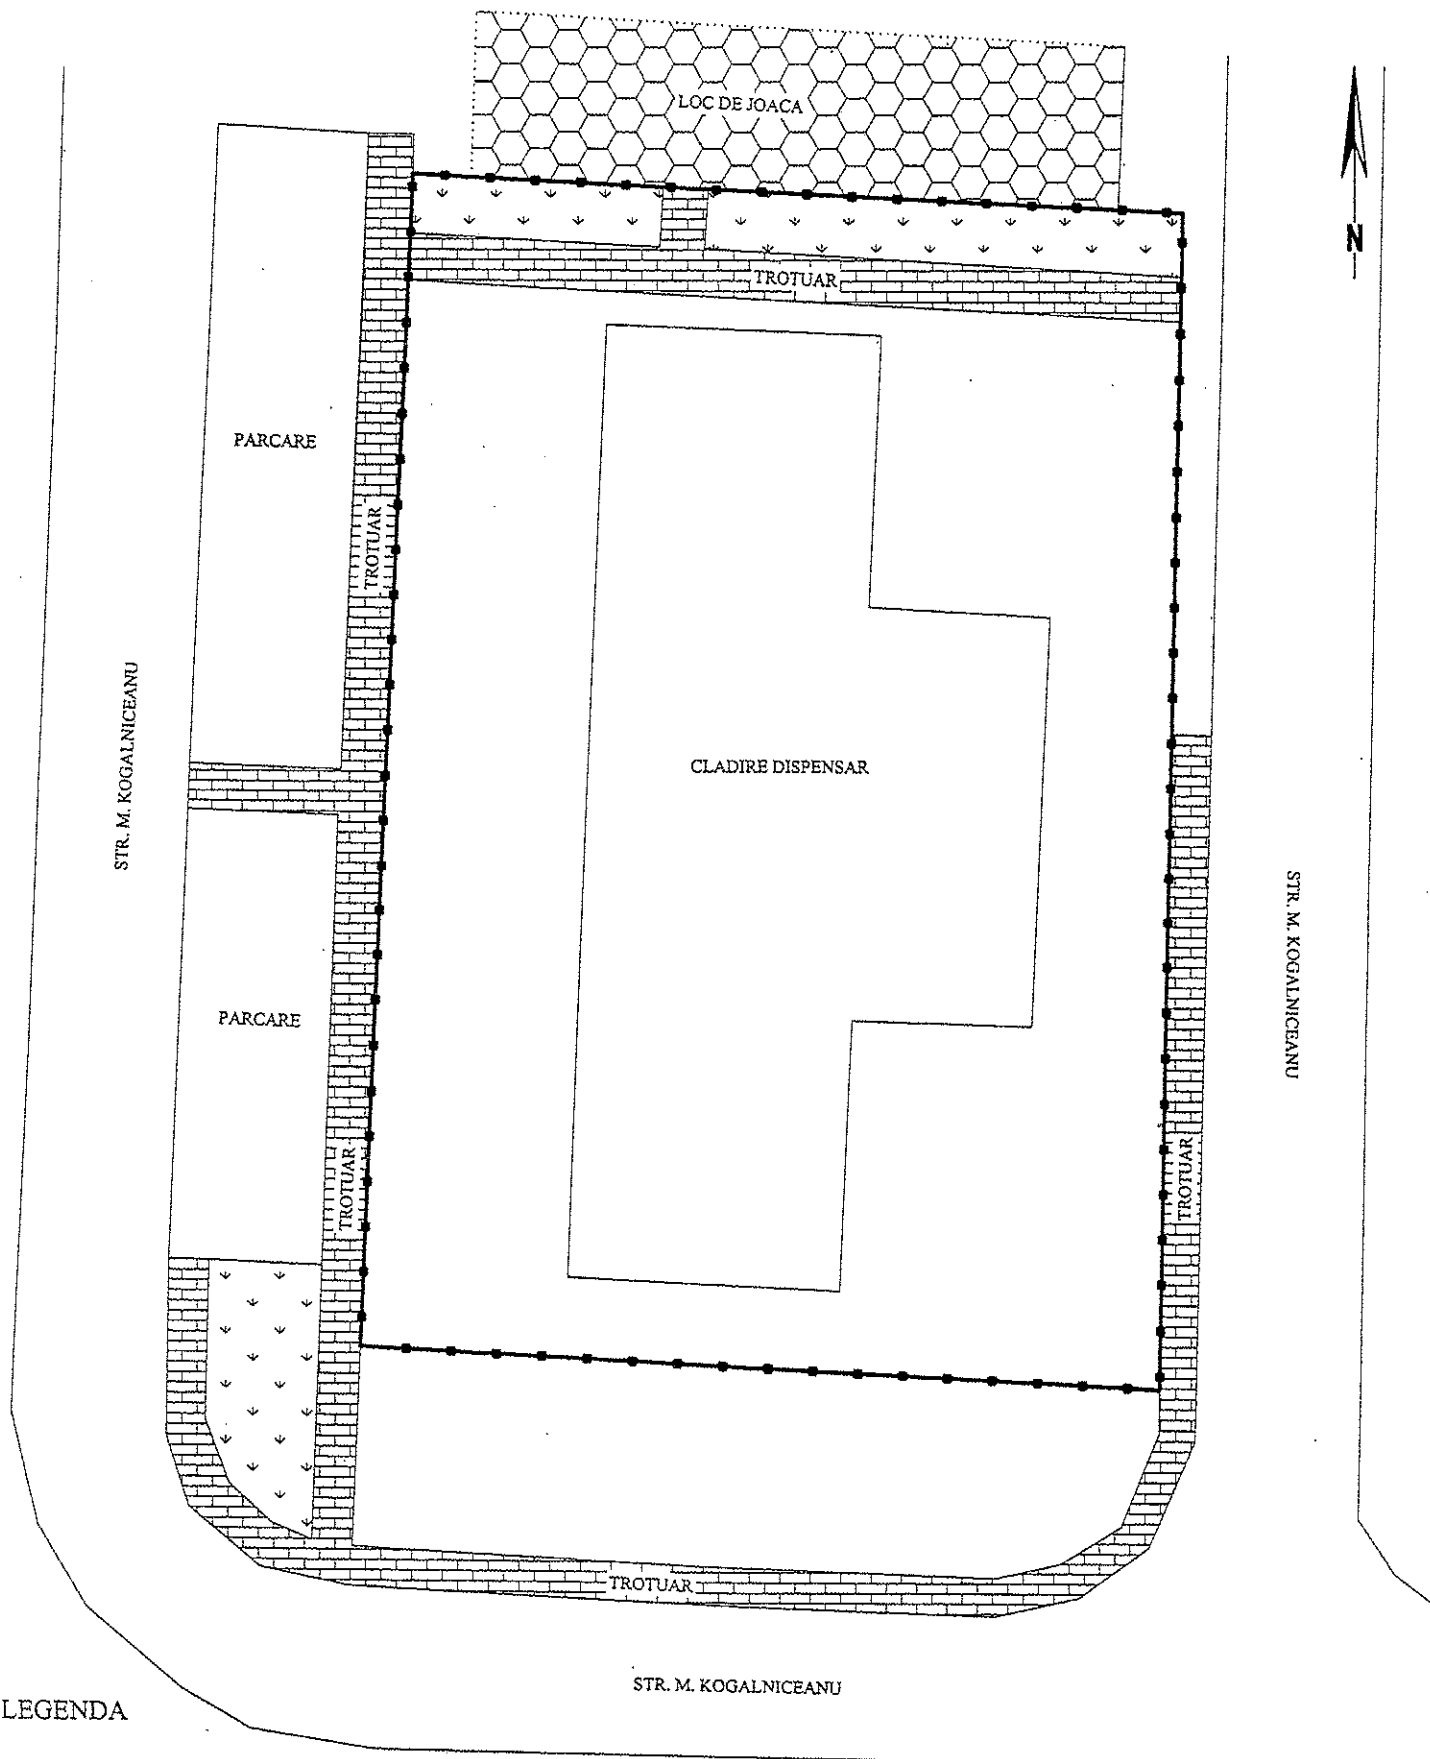 LOC DE JOACA
N
TROTUAR
PARCARE
TROTUAR
STR. M. KOGALNICEANU
CLADIRE DISPENSAR
STR. M. KOGALNICEANU
PARCARE
TROTUAR
TROTUAR
TROTUAR
STR. M. KOGALNICEANU
LEGENDA